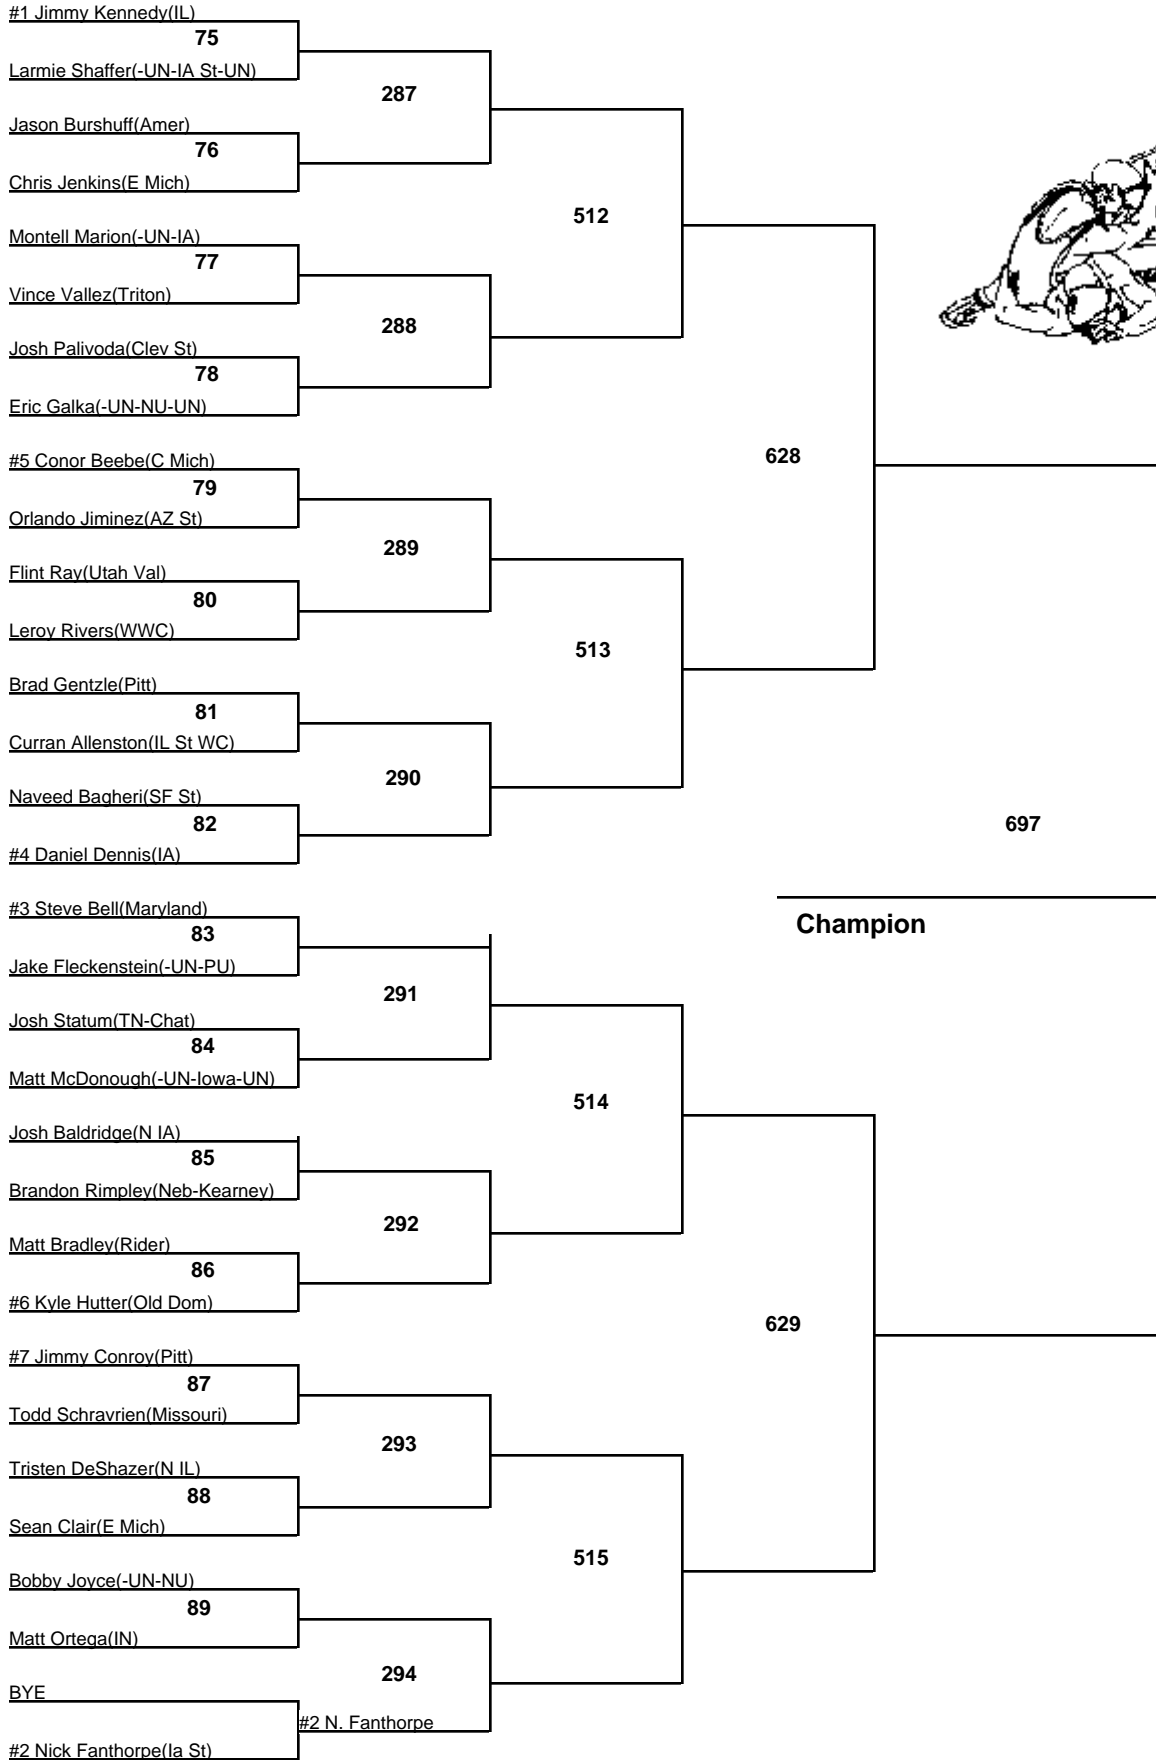 #1 Jimmy Kennedy(IL)
75
Larmie Shaffer(-UN-IA St-UN)
287
Jason Burshuff(Amer)
76
Chris Jenkins(E Mich)
512
Montell Marion(-UN-IA)
77
Vince Vallez(Triton)
288
Josh Palivoda(Clev St)
78
Eric Galka(-UN-NU-UN)
628
#5 Conor Beebe(C Mich)
79
Orlando Jiminez(AZ St)
289
Flint Ray(Utah Val)
80
Leroy Rivers(WWC)
513
Brad Gentzle(Pitt)
81
Curran Allenston(IL St WC)
290
Naveed Bagheri(SF St)
82
#4 Daniel Dennis(IA)
697
Champion
#3 Steve Bell(Maryland)
83
Jake Fleckenstein(-UN-PU)
291
Josh Statum(TN-Chat)
84
Matt McDonough(-UN-Iowa-UN)
514
Josh Baldridge(N IA)
85
Brandon Rimpley(Neb-Kearney)
292
Matt Bradley(Rider)
86
#6 Kyle Hutter(Old Dom)
629
#7 Jimmy Conroy(Pitt)
87
Todd Schravrien(Missouri)
293
Tristen DeShazer(N IL)
88
Sean Clair(E Mich)
515
Bobby Joyce(-UN-NU)
89
Matt Ortega(IN)
294
BYE
#2 N. Fanthorpe
#2 Nick Fanthorpe(Ia St)